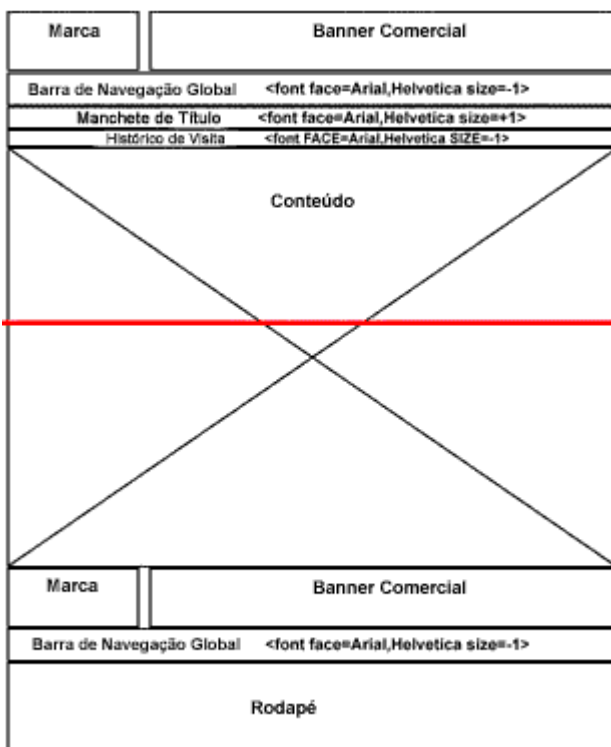 Marca Banner Comercial
Barra de Navegação Global <font face=Arial,Helvetica size=-1>
Manchete de Título <font face=Arial,Helvetica size=+1>
Histórico de Visita <font FACE=Arial,Helvetica SIZE=-1>
Conteúdo
Marca Banner Comercial
Barra de Navegação Global <font face=Arial,Helvetica size=-1>
Rodapé